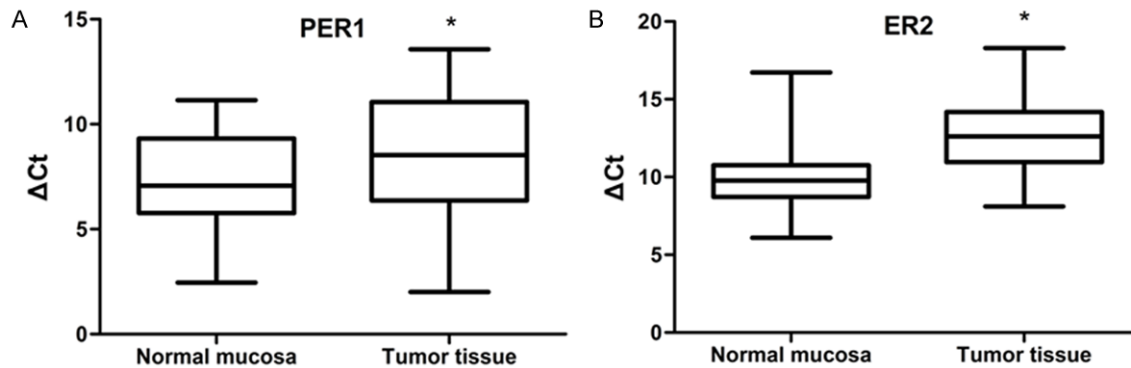 A
PER1
*
15
10
5
0
ΔCt
Normal mucosa
Tumor tissue
B
ER2
*
20
15
10
5
0
ΔCt
Normal mucosa
Tumor tissue